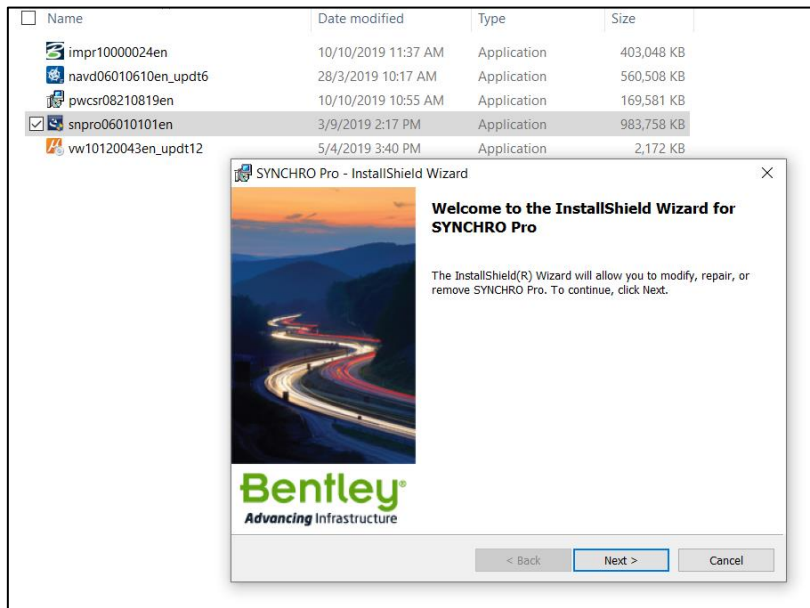 Name Date modified Type Size
impr10000024en 10/10/2019 11:37 AM Application 403,048 KB
navd06010610en_updt6 28/3/2019 10:17 AM Application 560,508 KB
pwcsr08210819en 10/10/2019 10:55 AM Application 169,581 KB
snpro06010101en 3/9/2019 2:17 PM Application 983,758 KB
vw10120043en_updt12 5/4/2019 3:40 PM Application 2,172 KB
SYNCHRO Pro - InstallShield Wizard
Welcome to the InstallShield Wizard for
SYNCHRO Pro
The InstallShield(R) Wizard will allow you to modify, repair, or
remove SYNCHRO Pro. To continue, click Next.
Bentley®
Advancing Infrastructure
< Back Next > Cancel